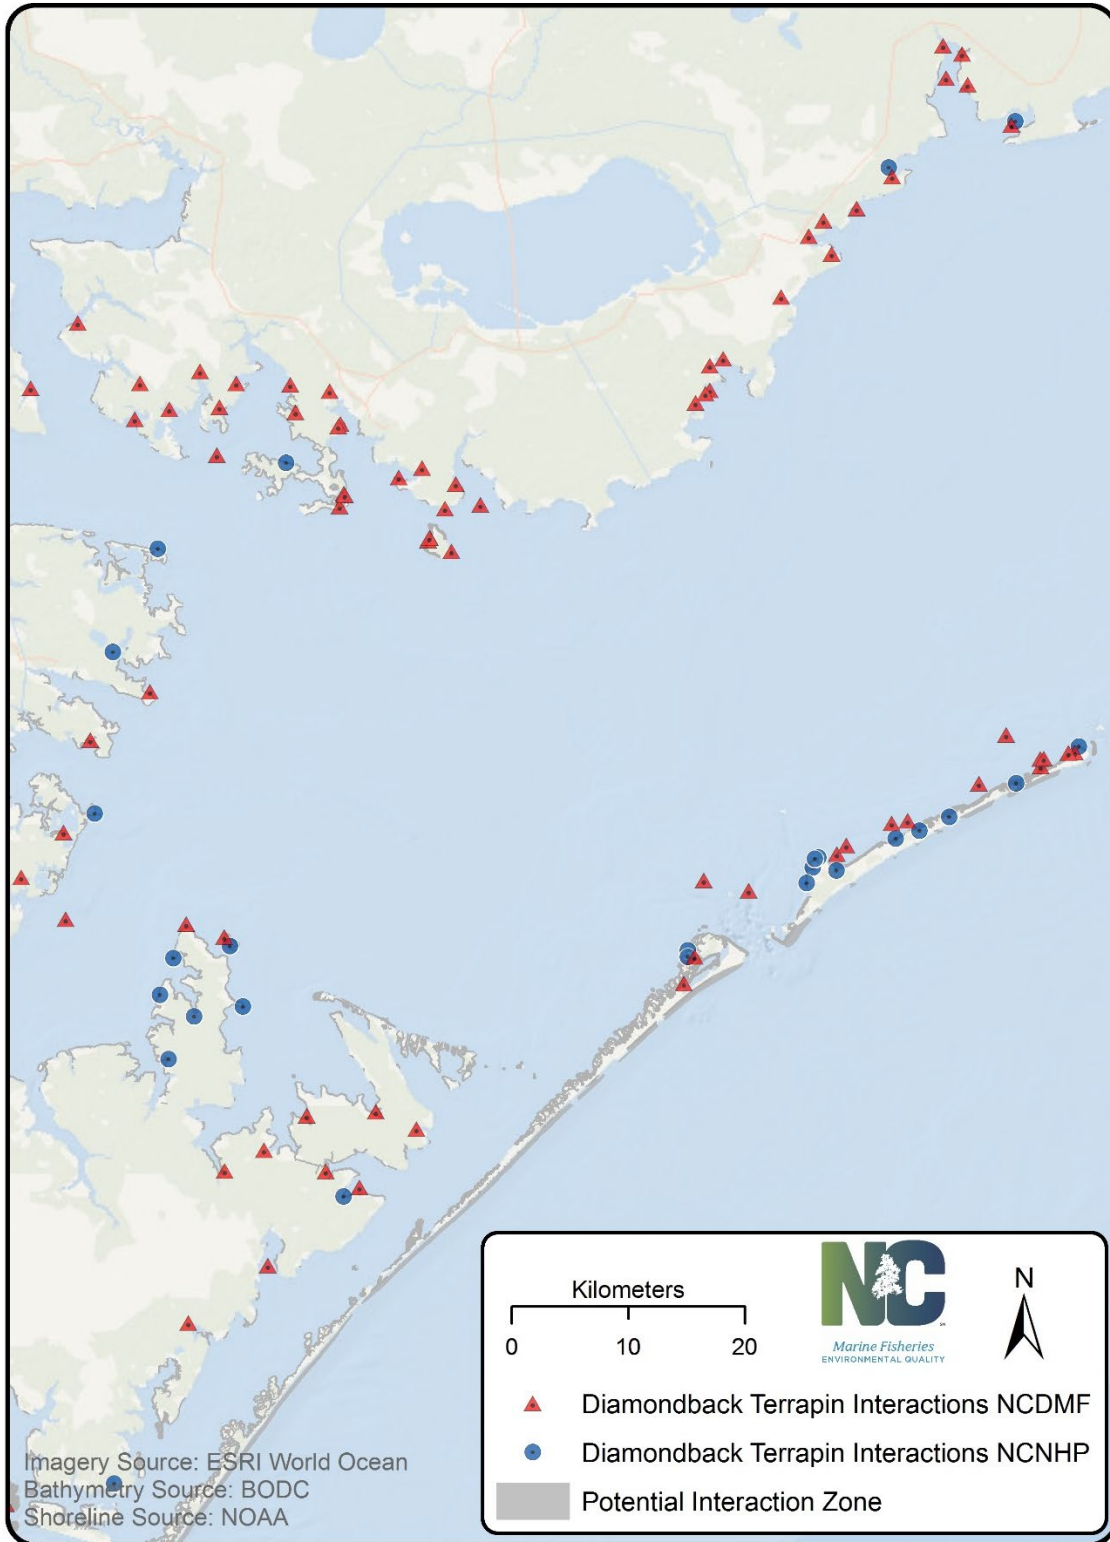 Kilometers
0 10 20
NC
Marine Fisheries
ENVIRONMENTAL QUALITY
N
Diamondback Terrapin Interactions NCDMF
Diamondback Terrapin Interactions NCNHP
Potential Interaction Zone
Imagery Source: ESRI World Ocean
Bathymetry Source: BODC
Shoreline Source: NOAA